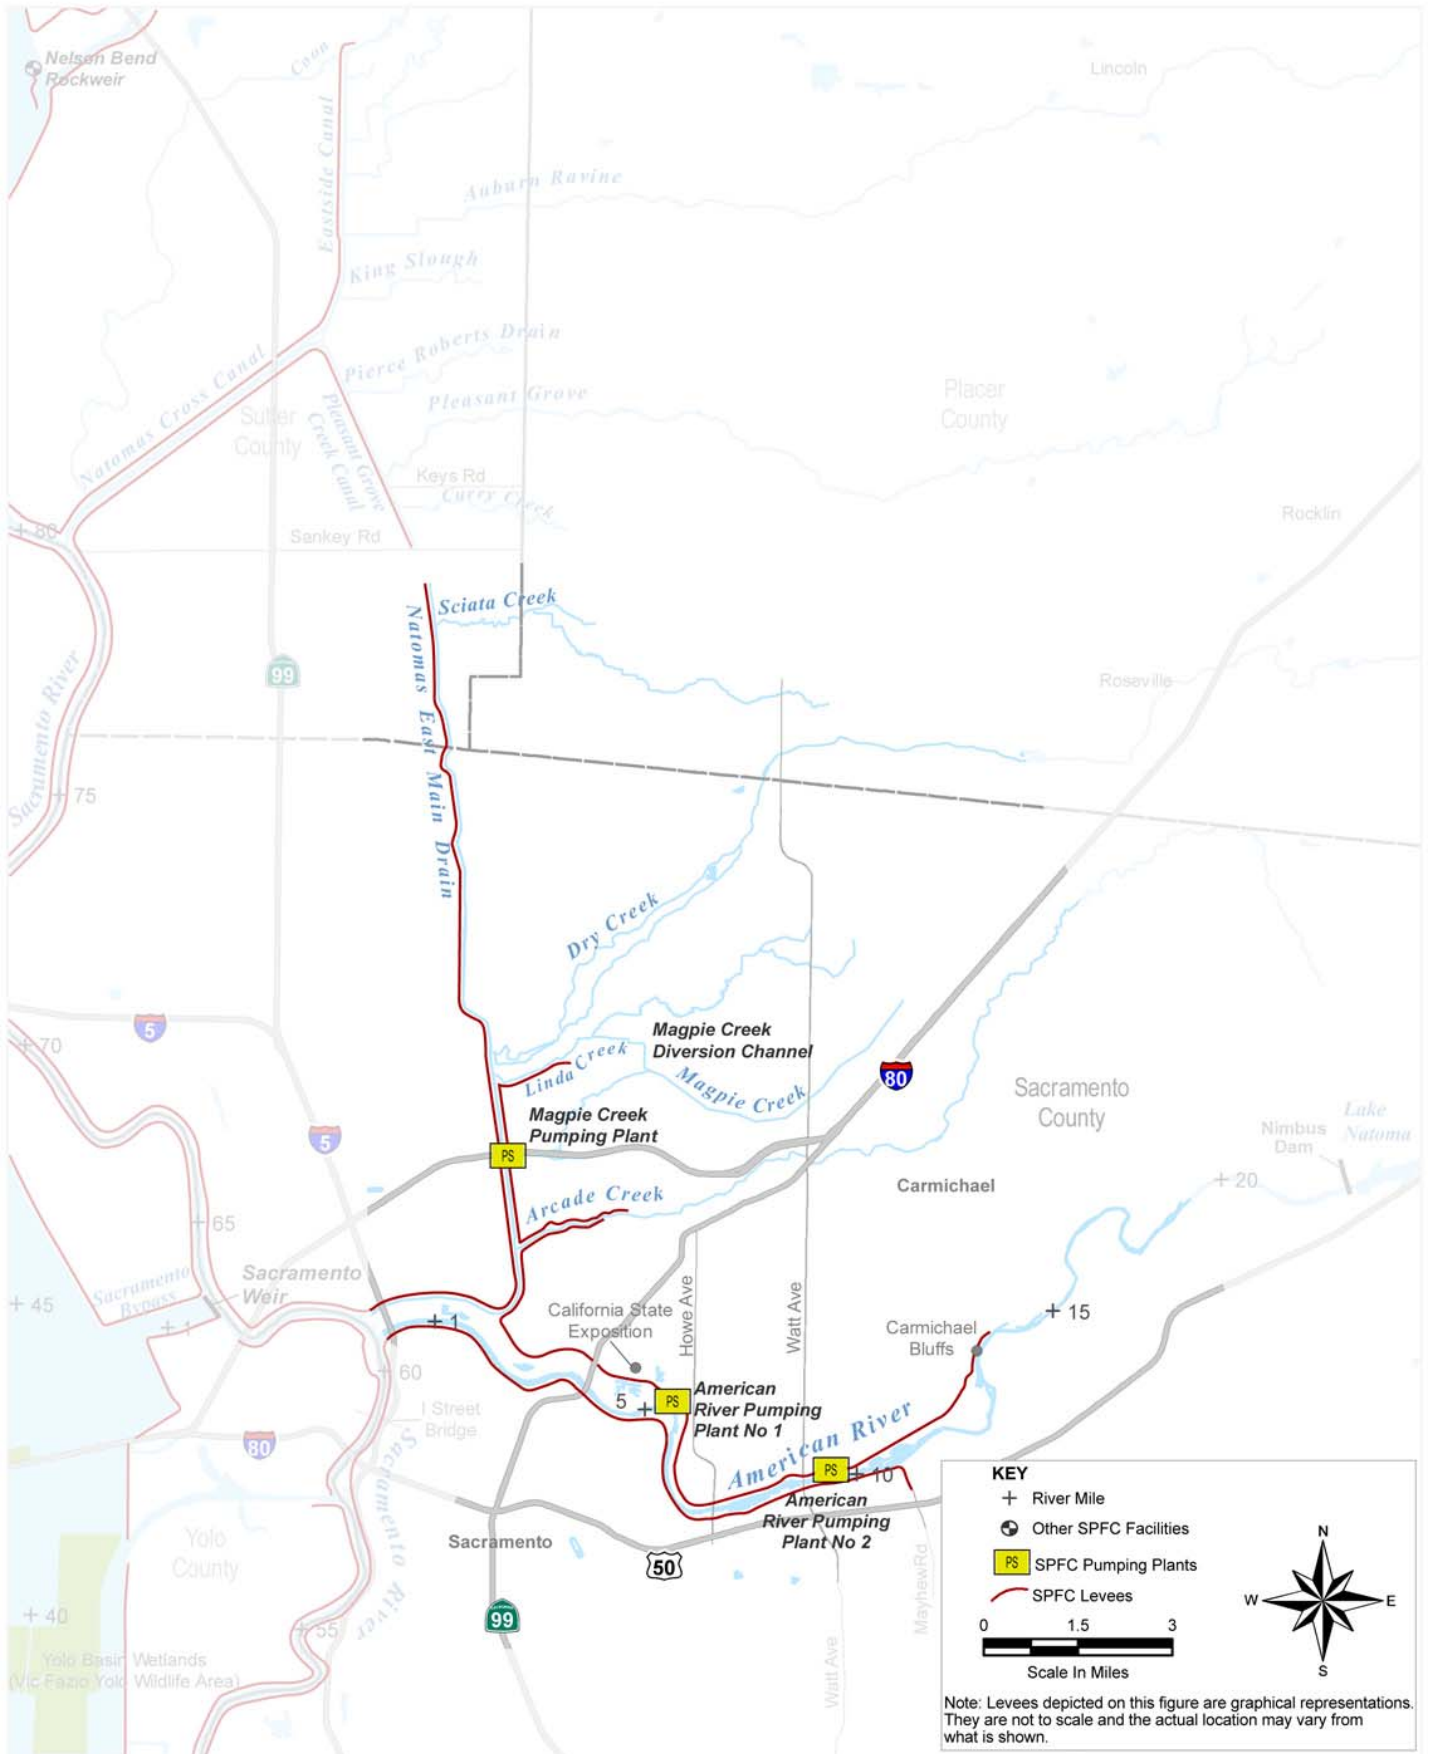 Nelson Bend
Rockweir
Coon
Lincoln
Eastside Canal
Auburn Ravine
King Slough
Pierce Roberts Drain
Natomas Cross Canal
Pleasant Grove
Sutter
County
Placer
County
Pleasant Grove
Creek Canal
Keys Rd
Curry Creek
Rocklin
80
Sankey Rd
Sciata Creek
Natomas East Main Drain
99
Sacramento River
Roseville
75
Dry Creek
5
70
Magpie Creek
Diversion Channel
Linda Creek
Magpie Creek
80
Sacramento
County
Magpie Creek
Pumping Plant
PS
5
Lake
Natoma
Nimbus
Dam
Carmichael
20
Arcade Creek
65
Sacramento
Bypass
Sacramento
Weir
45
1
1
California State
Exposition
Howe Ave
Watt Ave
Carmichael
Bluffs
15
60
I Street
Bridge
5
PS
American
River Pumping
Plant No 1
American River
80
PS
10
American
River Pumping
Plant No 2
Sacramento River
Yolo
County
Sacramento
50
99
MayhewRd
Watt Ave
40
55
Yolo Basin Wetlands
(Vic Fazio Yolo Wildlife Area)
KEY
River Mile
Other SPFC Facilities
PS SPFC Pumping Plants
SPFC Levees
0 1.5 3
Scale In Miles
N
W E
S
Note: Levees depicted on this figure are graphical representations.
They are not to scale and the actual location may vary from
what is shown.